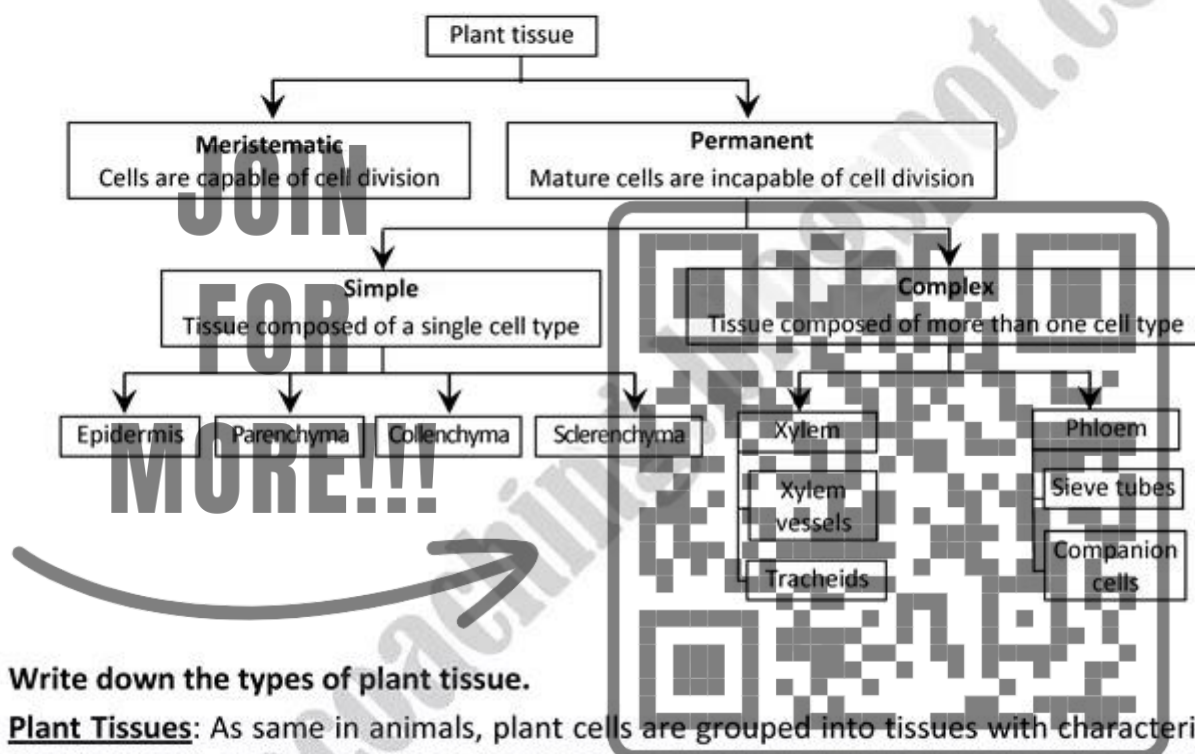 Plant tissue
Meristematic
Cells are capable of cell division
Permanent
Mature cells are incapable of cell division
JOIN
FOR
MORE!!!
Simple
Tissue composed of a single cell type
Complex
Tissue composed of more than one cell type
Epidermis
Parenchyma
Collenchyma
Sclerenchyma
Xylem
Phloem
Xylem
vessels
Sieve tubes
Tracheids
Companion
cells
Write down the types of plant tissue.
Plant Tissues: As same in animals, plant cells are grouped into tissues with